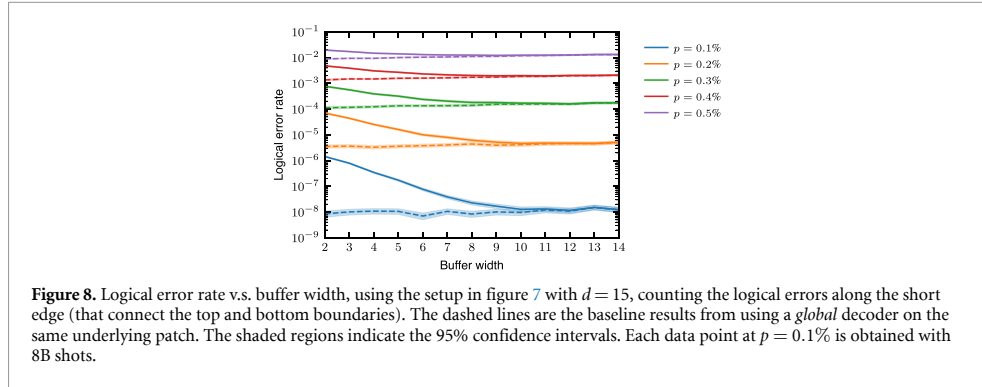 10⁻¹
10⁻²
10⁻³
10⁻⁴
10⁻⁵
10⁻⁶
10⁻⁷
10⁻⁸
10⁻⁹
Logical error rate
2 3 4 5 6 7 8 9 10 11 12 13 14
Buffer width
p = 0.1%
p = 0.2%
p = 0.3%
p = 0.4%
p = 0.5%
Figure 8. Logical error rate v.s. buffer width, using the setup in figure 7 with d = 15, counting the logical errors along the short
edge (that connect the top and bottom boundaries). The dashed lines are the baseline results from using a global decoder on the
same underlying patch. The shaded regions indicate the 95% confidence intervals. Each data point at p = 0.1% is obtained with
8B shots.